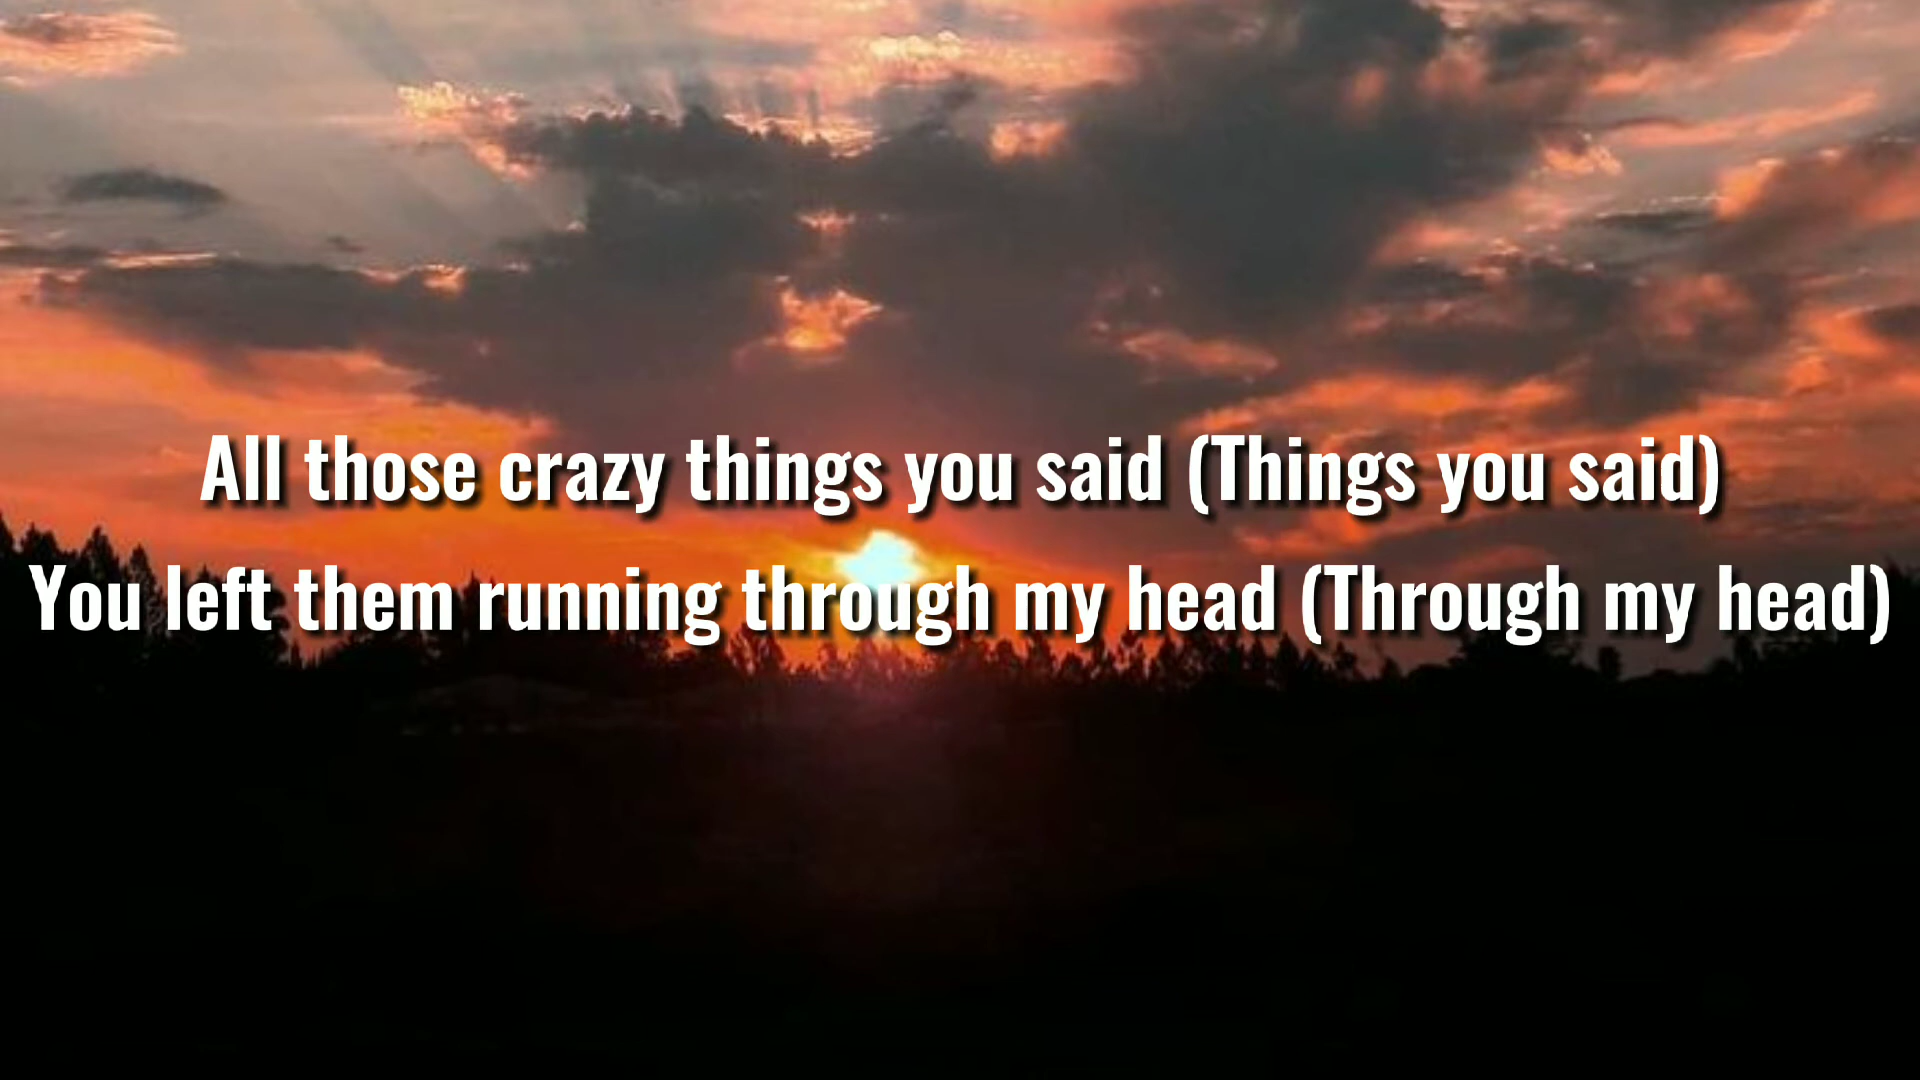 All those crazy things you said (Things you said)
You left them running through my head (Through my head)